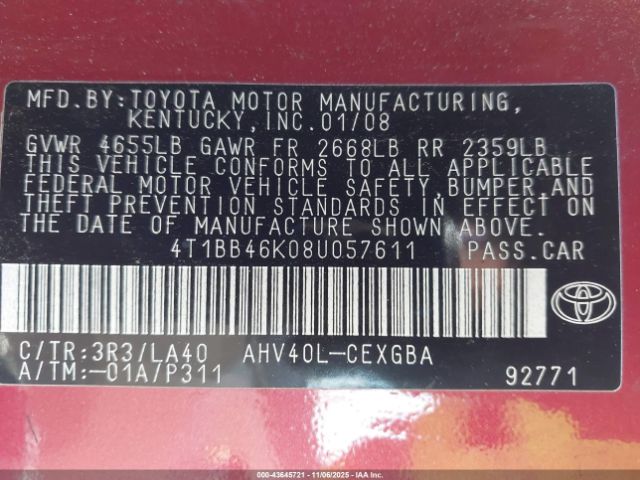 MFD.BY:TOYOTA MOTOR MANUFACTURING,
KENTUCKY,INC.01/08
GVWR 4655LB GAWR FR 2668LB RR 2359LB
THIS VEHICLE CONFORMS TO ALL APPLICABLE
FEDERAL MOTOR VEHICLE SAFETY,BUMPER,AND
THEFT PREVENTION STANDARDS IN EFFECT ON
THE DATE OF MANUFACTURE SHOWN ABOVE.
4T1BB46K08U057611 PASS.CAR
C/TR:3R3/LA40 AHV40L-CEXGBA
A/TM:-01A/P311 92771
000-43645721 - 11/06/2025 - IAA Inc.